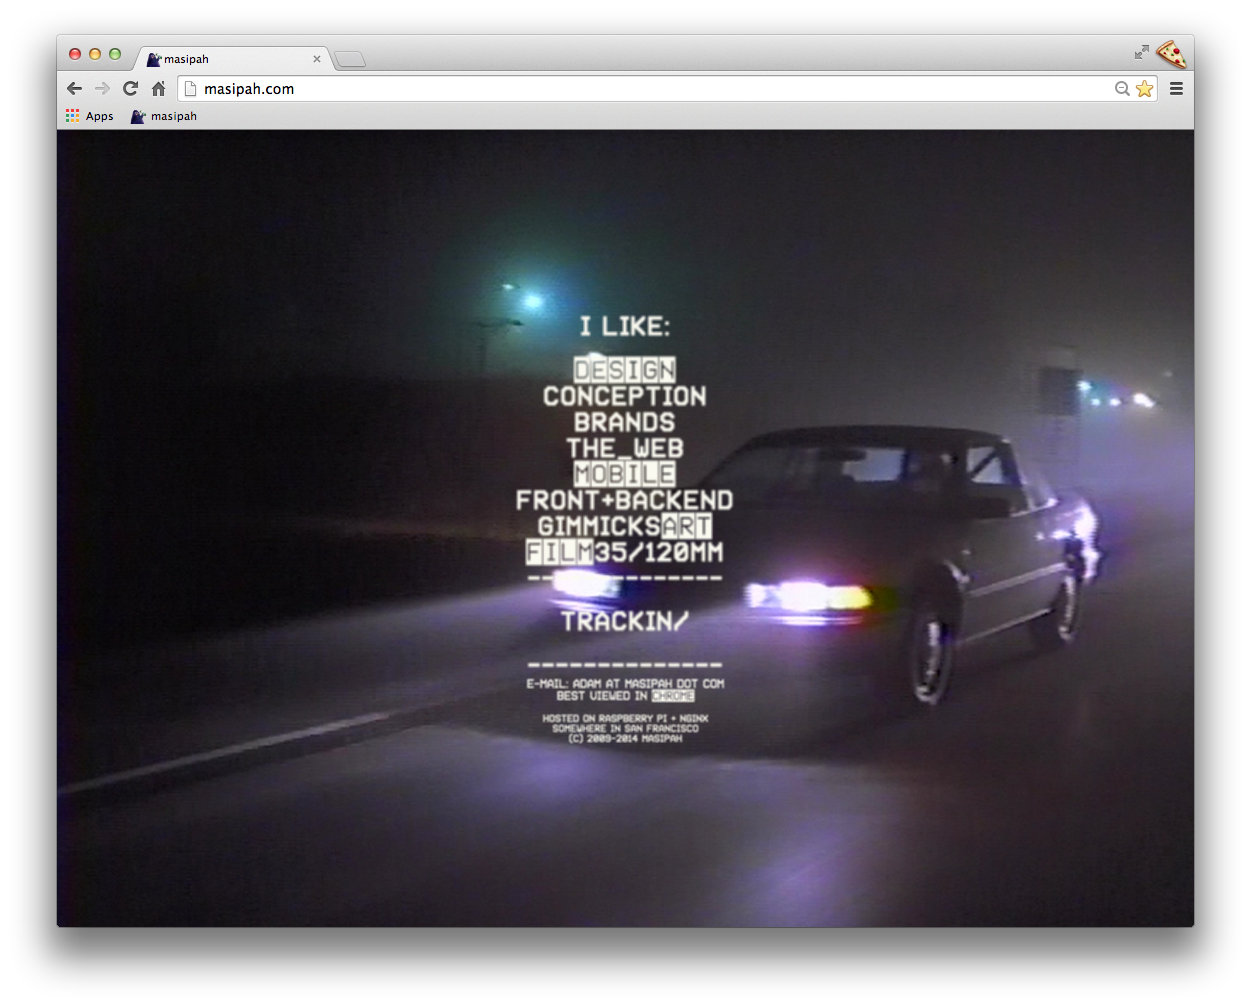 masipah
masipah.com
Apps
masipah
I LIKE:
DESIGN
CONCEPTION
BRANDS
THE_WEB
MOBILE
FRONT+BACKEND
GIMMICKSART
FILM35/120MM
--------------
TRACKIN/
--------------
E-MAIL: ADAM AT MASIPAH DOT COM
BEST VIEWED IN CHROME
HOSTED ON RASPBERRY PI + NGINX
SOMEWHERE IN SAN FRANCISCO
(C) 2009-2014 MASIPAH